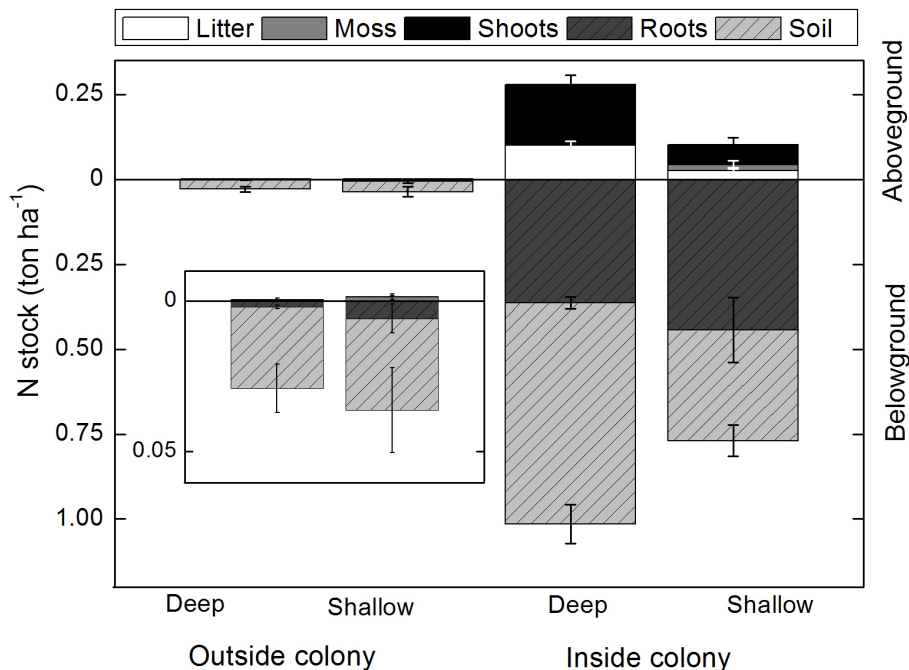 Litter Moss Shoots Roots Soil
N stock (ton ha⁻¹)
0.25
0
0.25
0.50
0.75
1.00
Aboveground
Belowground
0
0.05
Deep Shallow Deep Shallow
Outside colony Inside colony